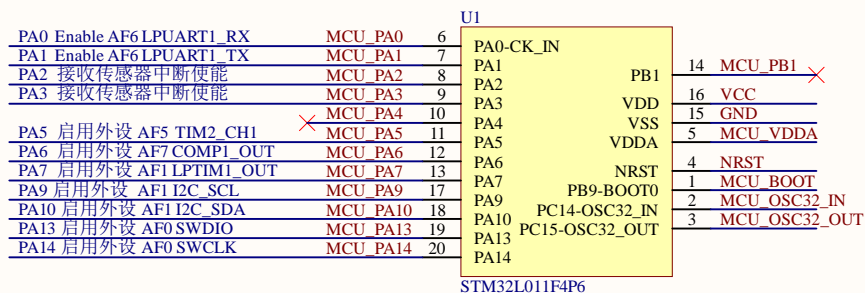 U1
PA0 Enable AF6 LPUART1_RX MCU_PA0 6 PA0-CK_IN
PA1 Enable AF6 LPUART1_TX MCU_PA1 7 PA1
PA2 接收传感器中断使能 MCU_PA2 8 PA2
PA3 接收传感器中断使能 MCU_PA3 9 PA3
MCU_PA4 10 PA4
PA5 启用外设 AF5 TIM2_CH1 MCU_PA5 11 PA5
PA6 启用外设 AF7 COMP1_OUT MCU_PA6 12 PA6
PA7 启用外设 AF1 LPTIM1_OUT MCU_PA7 13 PA7
PA9 启用外设 AF1 I2C_SCL MCU_PA9 17 PA9
PA10 启用外设 AF1 I2C_SDA MCU_PA10 18 PA10
PA13 启用外设 AF0 SWDIO MCU_PA13 19 PA13
PA14 启用外设 AF0 SWCLK MCU_PA14 20 PA14
PB1 14 MCU_PB1
VDD 16 VCC
VSS 15 GND
VDDA 5 MCU_VDDA
NRST 4 NRST
PB9-BOOT0 1 MCU_BOOT
PC14-OSC32_IN 2 MCU_OSC32_IN
PC15-OSC32_OUT 3 MCU_OSC32_OUT
STM32L011F4P6